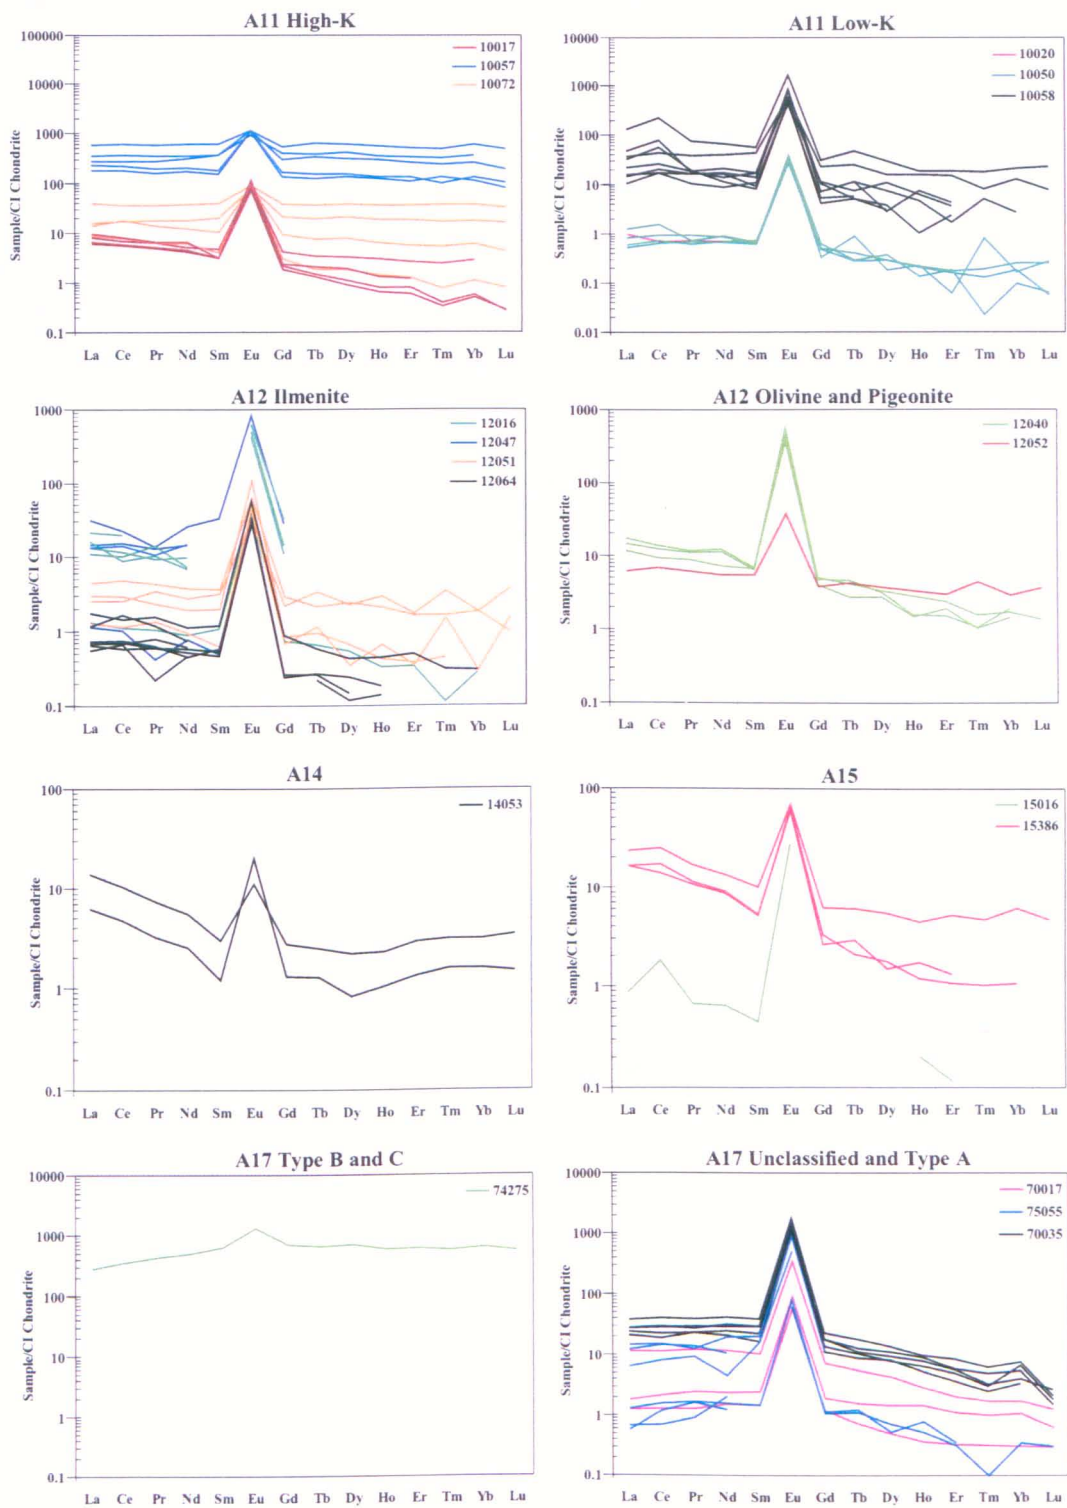 A11 High-K
100000
10000
1000
100
10
1
0.1
Sample/CI Chondrite
10017
10057
10072
La Ce Pr Nd Sm Eu Gd Tb Dy Ho Er Tm Yb Lu
A11 Low-K
10000
1000
100
10
1
0.1
0.01
Sample/CI Chondrite
10020
10050
10058
La Ce Pr Nd Sm Eu Gd Tb Dy Ho Er Tm Yb Lu
A12 Ilmenite
1000
100
10
1
0.1
Sample/CI Chondrite
12016
12047
12051
12064
La Ce Pr Nd Sm Eu Gd Tb Dy Ho Er Tm Yb Lu
A12 Olivine and Pigeonite
1000
100
10
1
0.1
Sample/CI Chondrite
12040
12052
La Ce Pr Nd Sm Eu Gd Tb Dy Ho Er Tm Yb Lu
A14
100
10
1
0.1
Sample/CI Chondrite
14053
La Ce Pr Nd Sm Eu Gd Tb Dy Ho Er Tm Yb Lu
A15
100
10
1
0.1
Sample/CI Chondrite
15016
15386
La Ce Pr Nd Sm Eu Gd Tb Dy Ho Er Tm Yb Lu
A17 Type B and C
10000
1000
100
10
1
0.1
Sample/CI Chondrite
74275
La Ce Pr Nd Sm Eu Gd Tb Dy Ho Er Tm Yb Lu
A17 Unclassified and Type A
10000
1000
100
10
1
0.1
Sample/CI Chondrite
70017
75055
70035
La Ce Pr Nd Sm Eu Gd Tb Dy Ho Er Tm Yb Lu